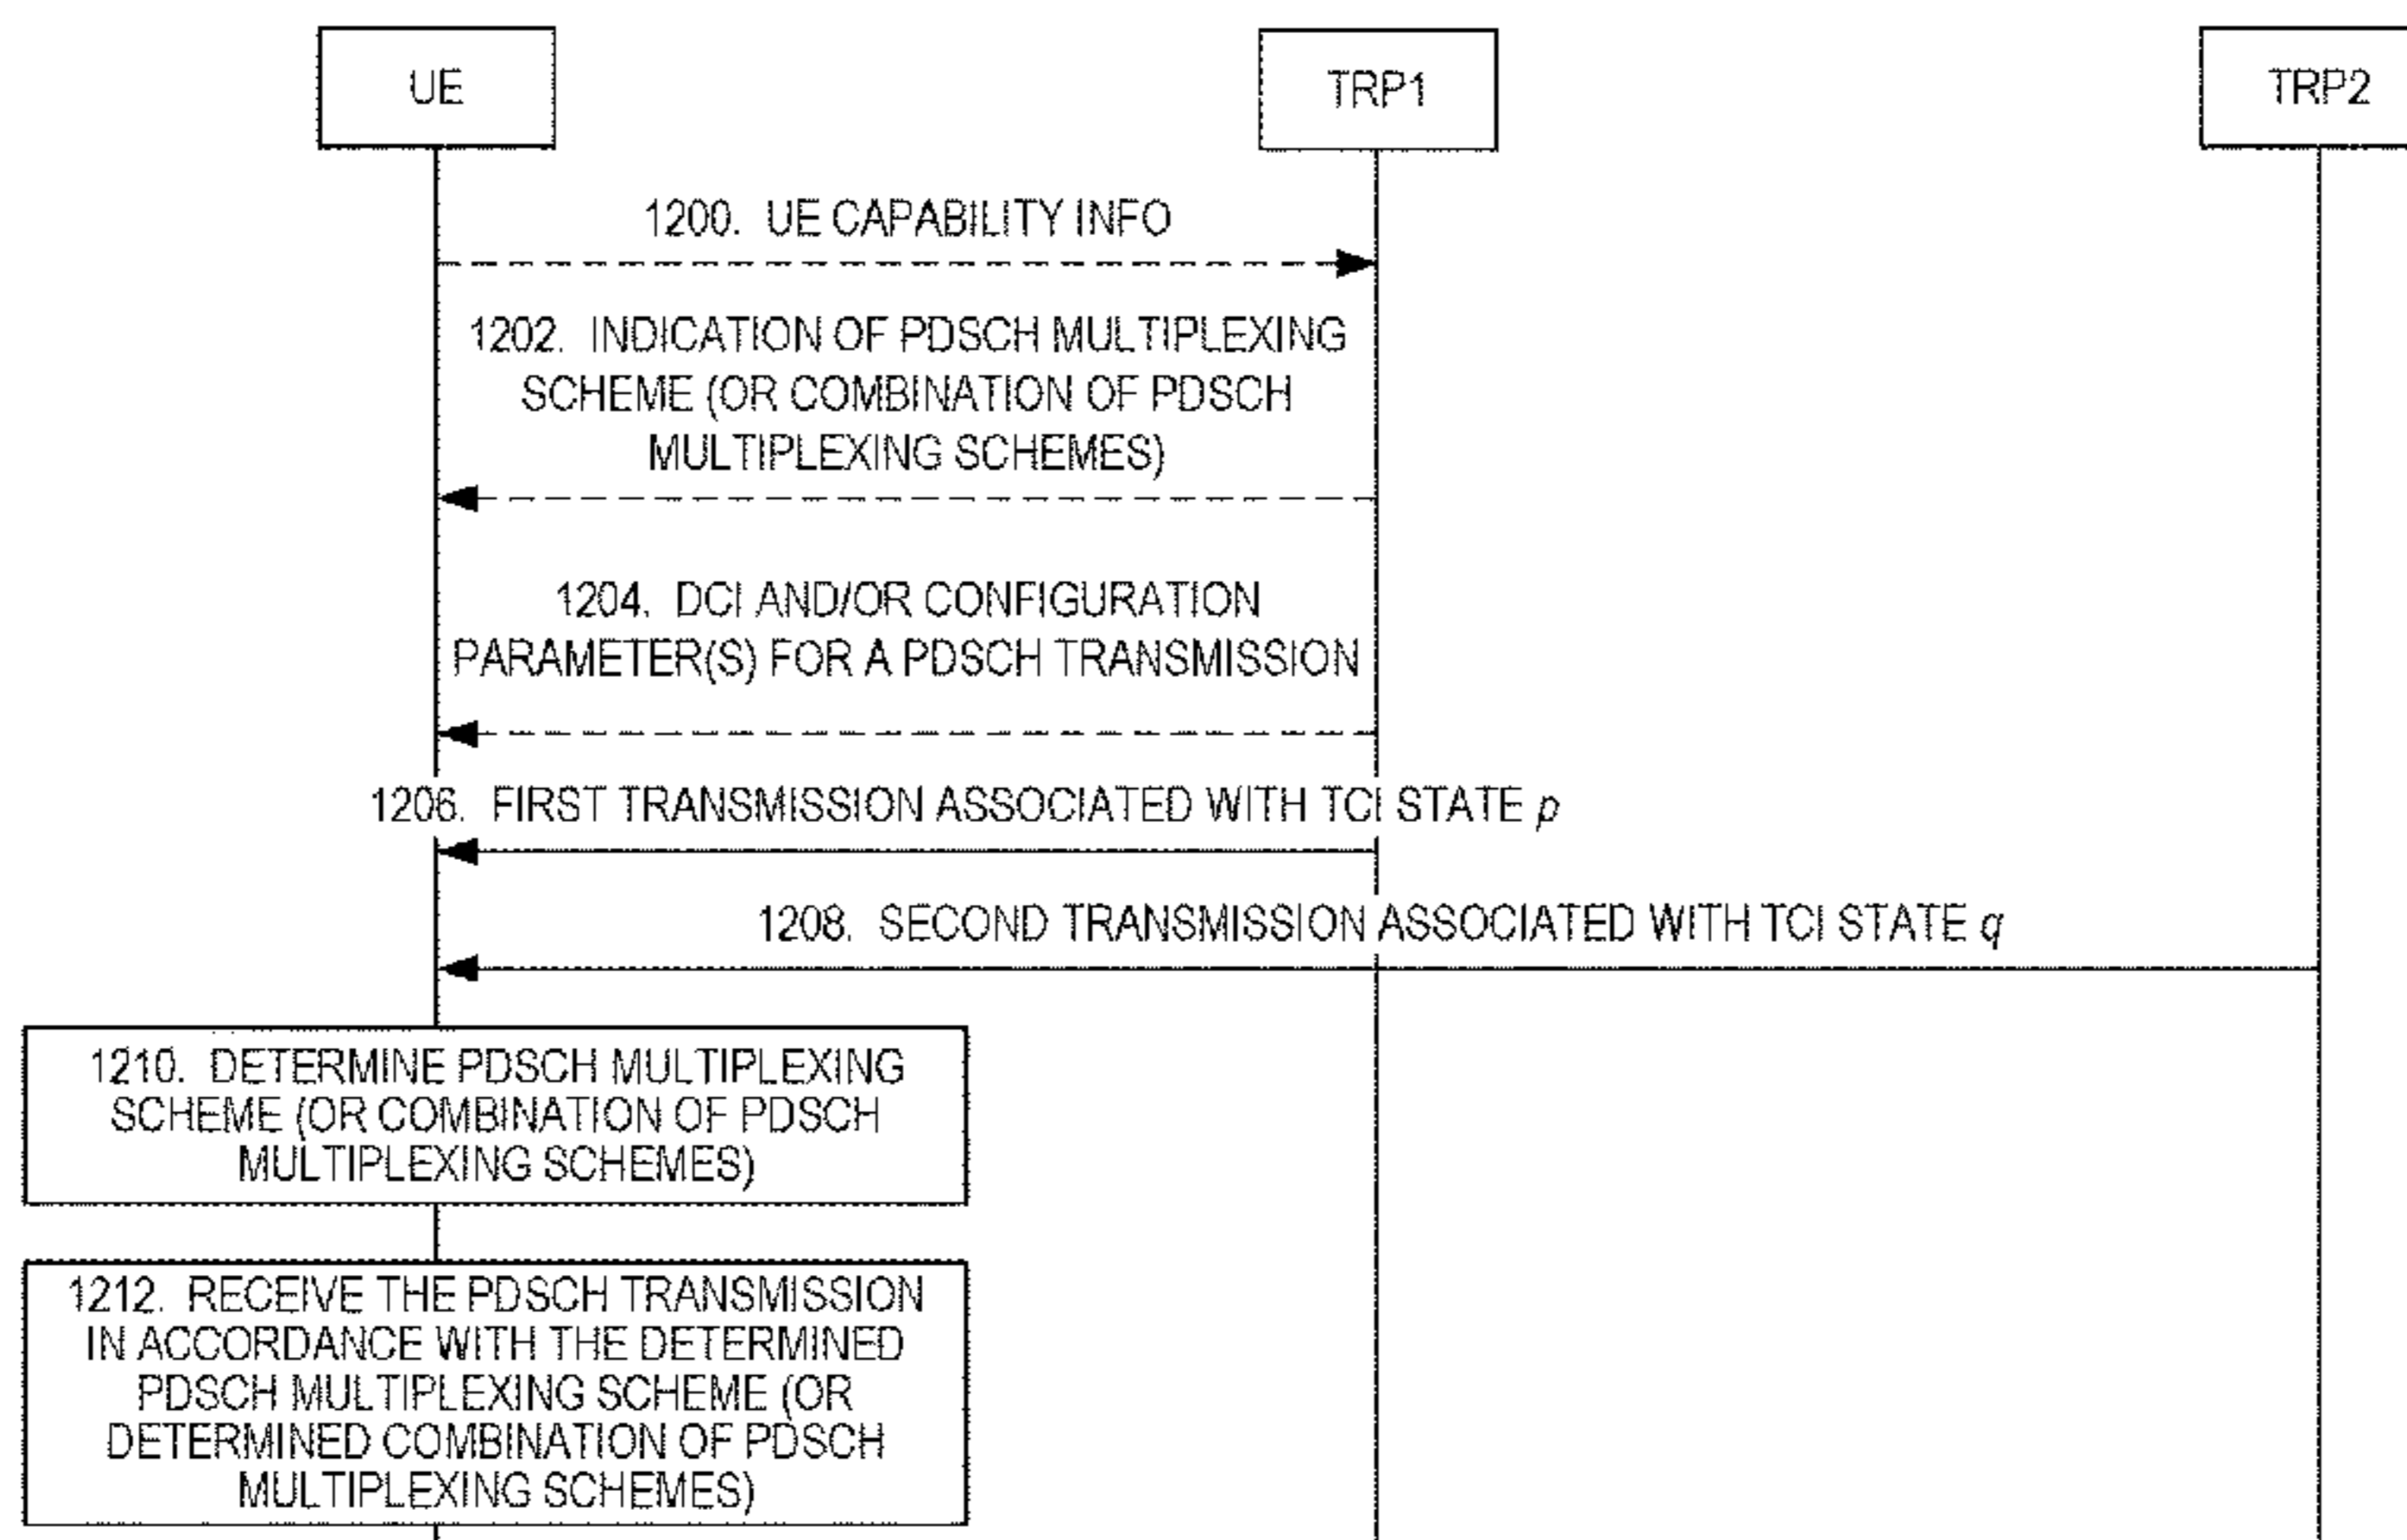 UE
TRP1
TRP2
1200. UE CAPABILITY INFO
1202. INDICATION OF PDSCH MULTIPLEXING
SCHEME (OR COMBINATION OF PDSCH
MULTIPLEXING SCHEMES)
1204. DCI AND/OR CONFIGURATION
PARAMETER(S) FOR A PDSCH TRANSMISSION
1206. FIRST TRANSMISSION ASSOCIATED WITH TCI STATE p
1208. SECOND TRANSMISSION ASSOCIATED WITH TCI STATE q
1210. DETERMINE PDSCH MULTIPLEXING
SCHEME (OR COMBINATION OF PDSCH
MULTIPLEXING SCHEMES)
1212. RECEIVE THE PDSCH TRANSMISSION
IN ACCORDANCE WITH THE DETERMINED
PDSCH MULTIPLEXING SCHEME (OR
DETERMINED COMBINATION OF PDSCH
MULTIPLEXING SCHEMES)